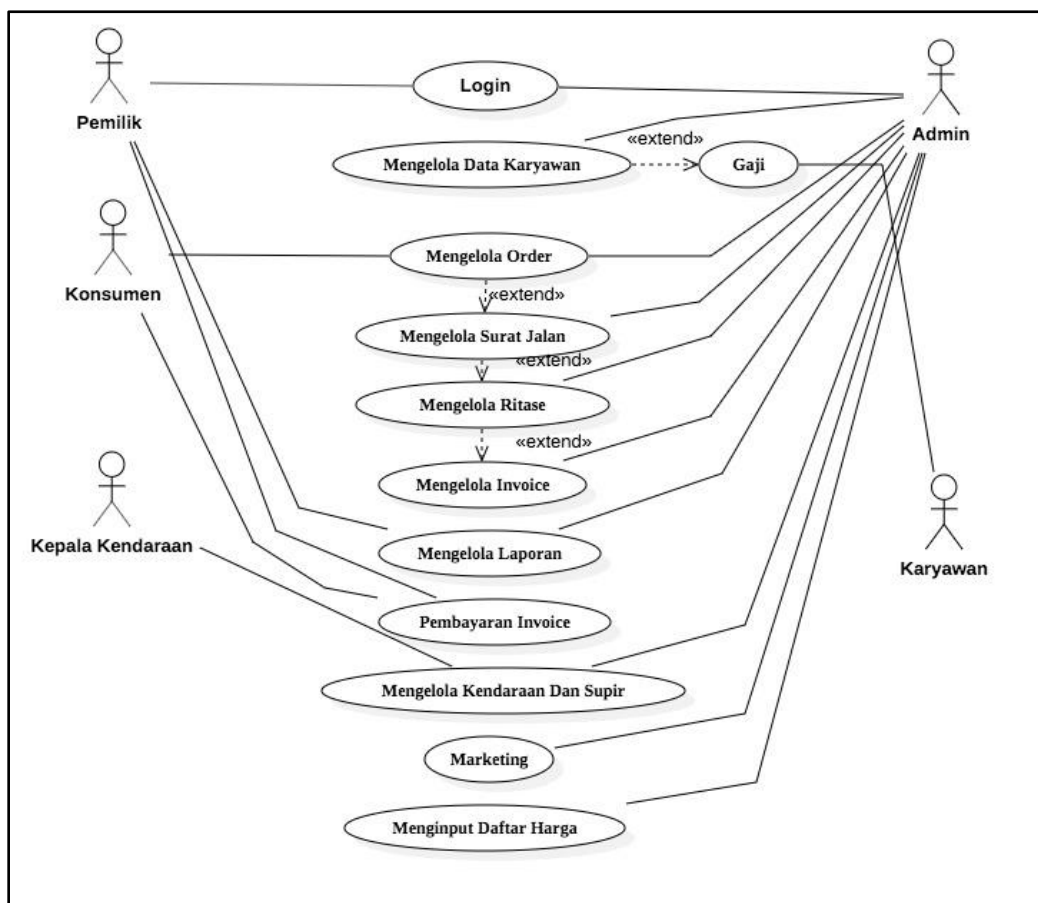 Pemilik
Login
Admin
«extend»
Mengelola Data Karyawan
Gaji
Konsumen
Mengelola Order
«extend»
Mengelola Surat Jalan
«extend»
Mengelola Ritase
«extend»
Mengelola Invoice
Kepala Kendaraan
Mengelola Laporan
Karyawan
Pembayaran Invoice
Mengelola Kendaraan Dan Supir
Marketing
Menginput Daftar Harga